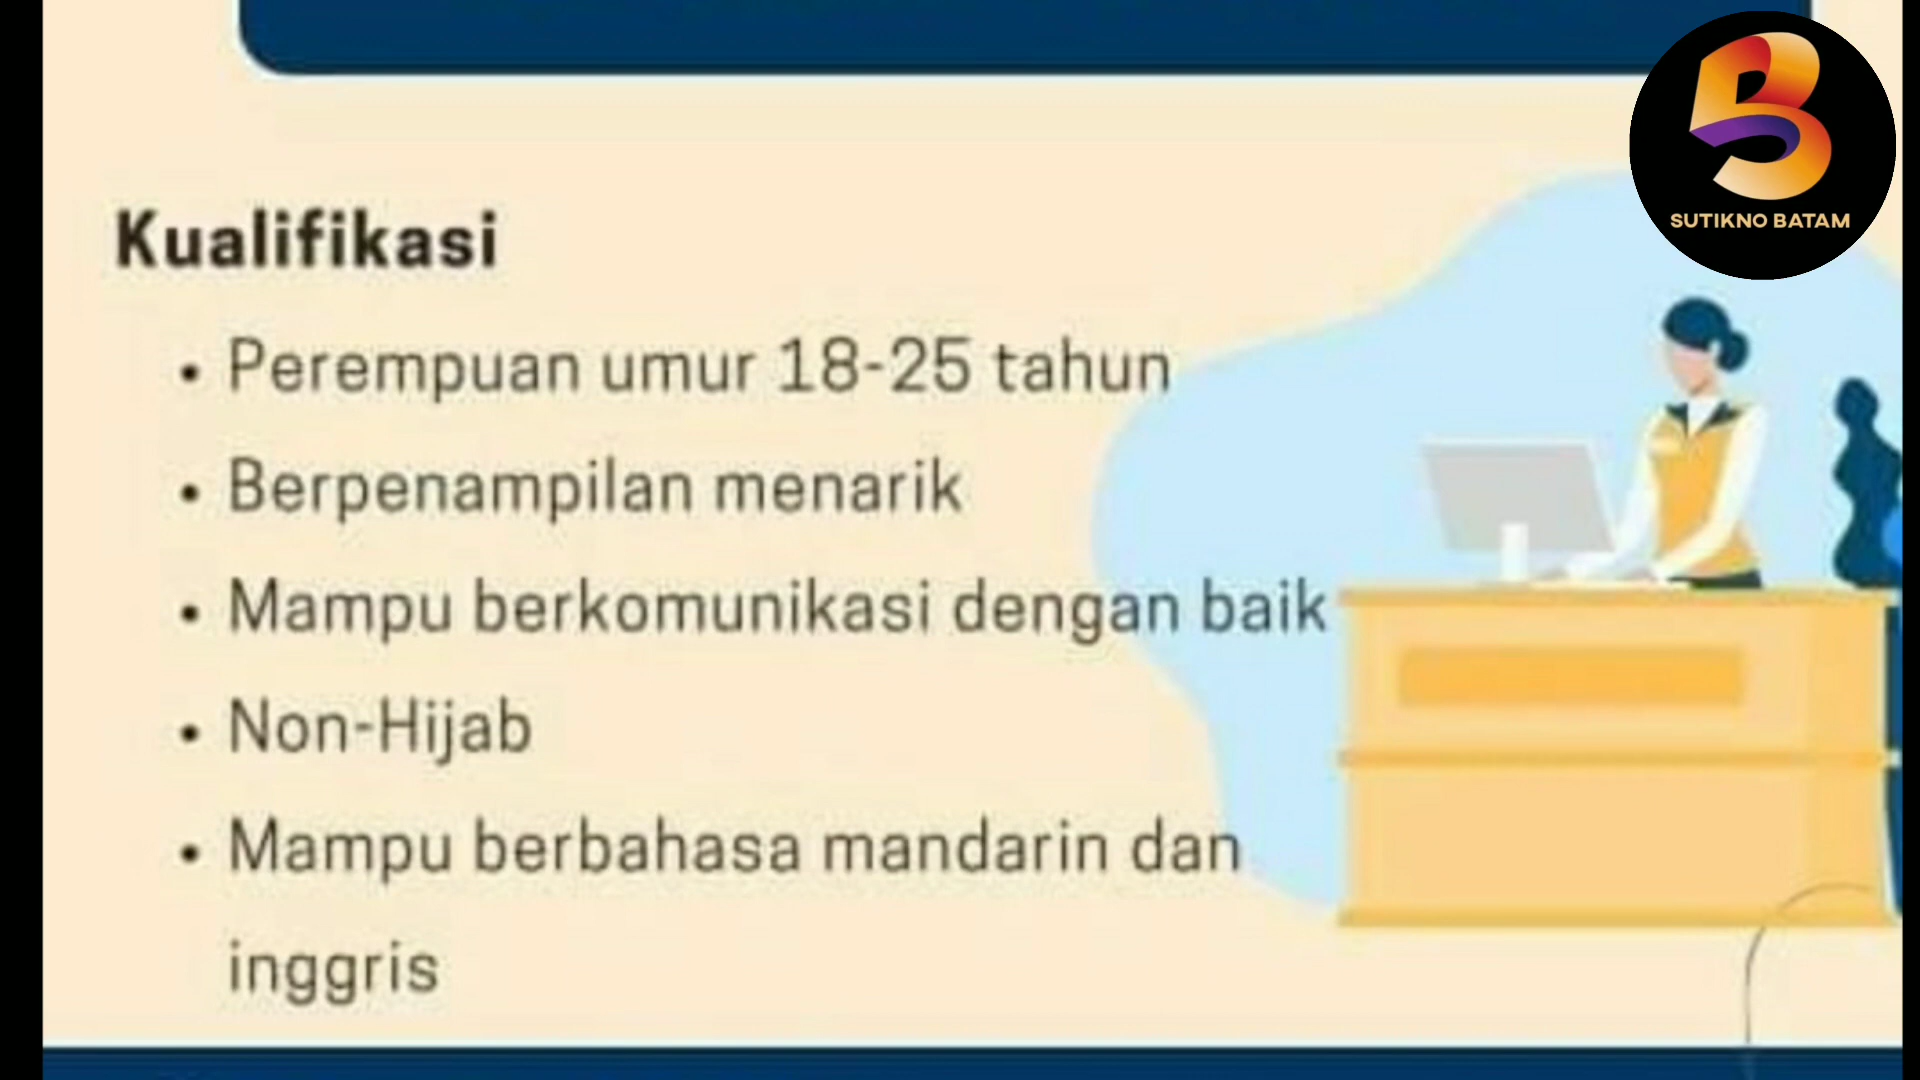 SUTIKNO BATAM
Kualifikasi
• Perempuan umur 18-25 tahun
• Berpenampilan menarik
• Mampu berkomunikasi dengan baik
• Non-Hijab
• Mampu berbahasa mandarin dan
inggris